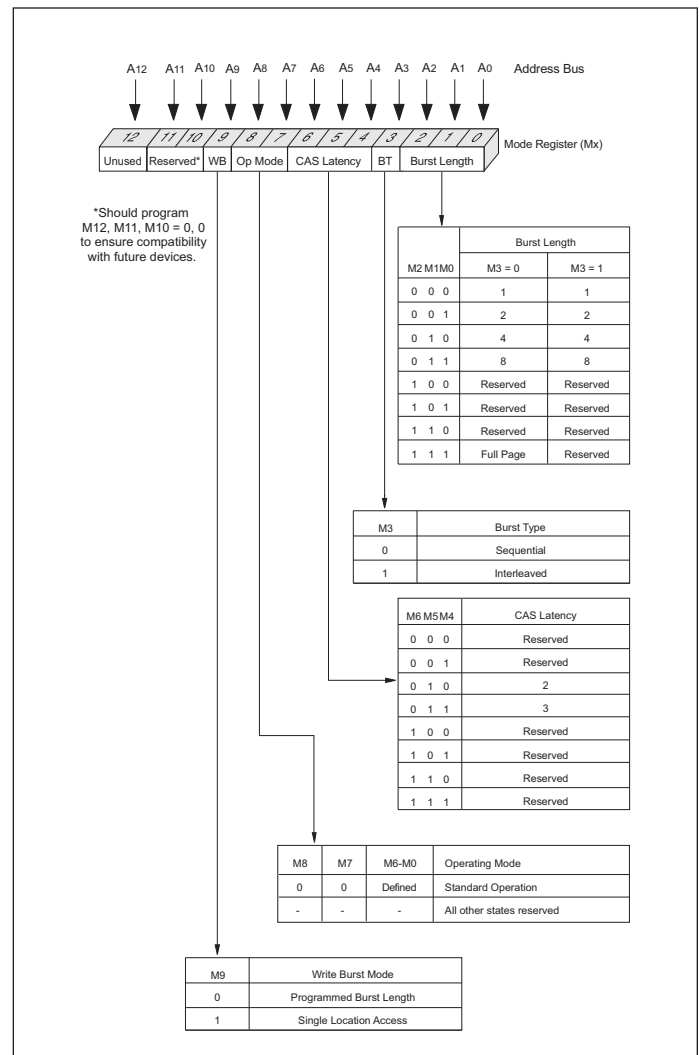 A12 A11 A10 A9 A8 A7 A6 A5 A4 A3 A2 A1 A0 Address Bus
12 11 10 9 8 7 6 5 4 3 2 1 0 Mode Register (Mx)
Unused Reserved* WB Op Mode CAS Latency BT Burst Length
*Should program
M12, M11, M10 = 0, 0
to ensure compatibility
with future devices.
Burst Length
M2 M1M0 M3 = 0 M3 = 1
0 0 0 1 1
0 0 1 2 2
0 1 0 4 4
0 1 1 8 8
1 0 0 Reserved Reserved
1 0 1 Reserved Reserved
1 1 0 Reserved Reserved
1 1 1 Full Page Reserved
M3 Burst Type
0 Sequential
1 Interleaved
M6 M5M4 CAS Latency
0 0 0 Reserved
0 0 1 Reserved
0 1 0 2
0 1 1 3
1 0 0 Reserved
1 0 1 Reserved
1 1 0 Reserved
1 1 1 Reserved
M8 M7 M6-M0 Operating Mode
0 0 Defined Standard Operation
- - - All other states reserved
M9 Write Burst Mode
0 Programmed Burst Length
1 Single Location Access